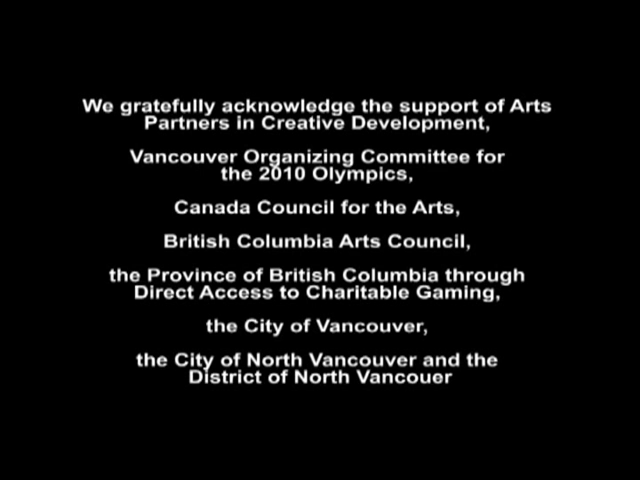 We gratefully acknowledge the support of Arts
Partners in Creative Development,
Vancouver Organizing Committee for
the 2010 Olympics,
Canada Council for the Arts,
British Columbia Arts Council,
the Province of British Columbia through
Direct Access to Charitable Gaming,
the City of Vancouver,
the City of North Vancouver and the
District of North Vancouer